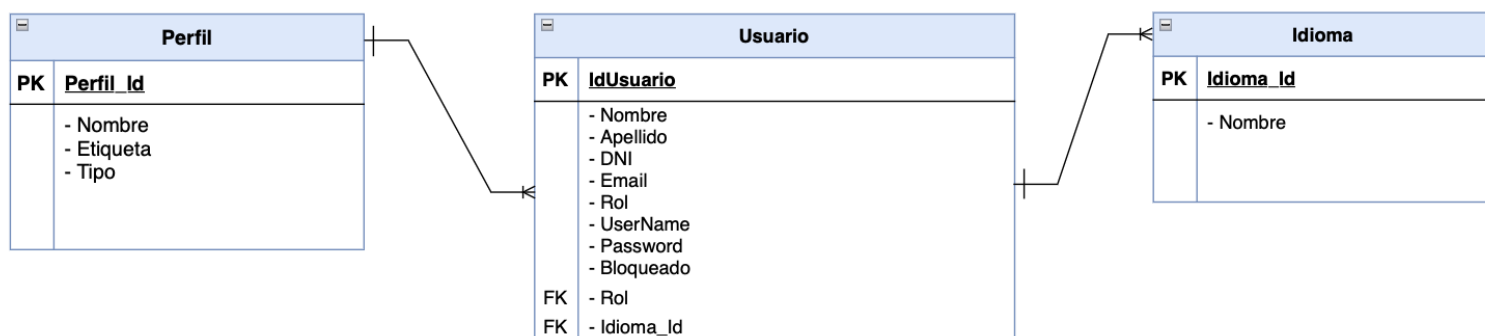 Perfil
PK Perfil_Id
- Nombre
- Etiqueta
- Tipo
Usuario
PK IdUsuario
- Nombre
- Apellido
- DNI
- Email
- Rol
- UserName
- Password
- Bloqueado
FK - Rol
FK - Idioma_Id
Idioma
PK Idioma_Id
- Nombre